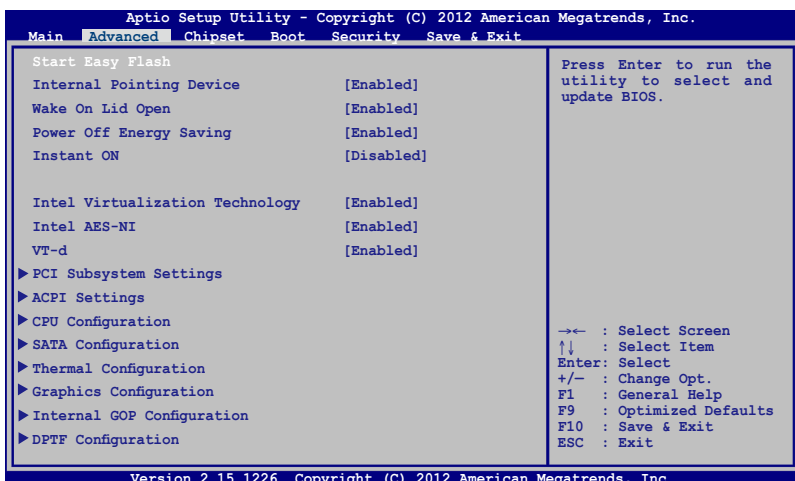 Aptio Setup Utility - Copyright (C) 2012 American Megatrends, Inc.
Main Advanced Chipset Boot Security Save & Exit
Start Easy Flash
Internal Pointing Device [Enabled]
Wake On Lid Open [Enabled]
Power Off Energy Saving [Enabled]
Instant ON [Disabled]
Intel Virtualization Technology [Enabled]
Intel AES-NI [Enabled]
VT-d [Enabled]
PCI Subsystem Settings
ACPI Settings
CPU Configuration
SATA Configuration
Thermal Configuration
Graphics Configuration
Internal GOP Configuration
DPTF Configuration
Press Enter to run the
utility to select and
update BIOS.
→← : Select Screen
↑↓ : Select Item
Enter: Select
+/— : Change Opt.
F1 : General Help
F9 : Optimized Defaults
F10 : Save & Exit
ESC : Exit
Version 2.15.1226. Copyright (C) 2012 American Megatrends, Inc.